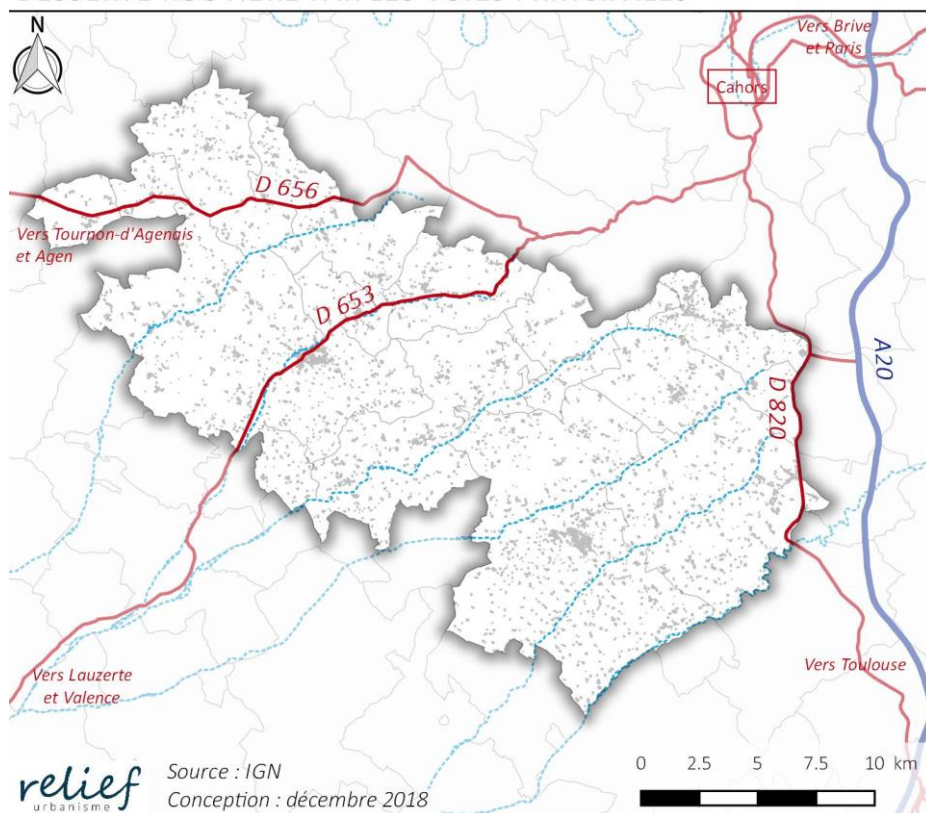 N
Vers Brive
et Paris
Cahors
D 656
Vers Tournon-d'Agenais
et Agen
D 653
A20
D 820
Vers Lauzerte
et Valence
Vers Toulouse
relief
urbanisme
Source : IGN
Conception : décembre 2018
0 2.5 5 7.5 10 km